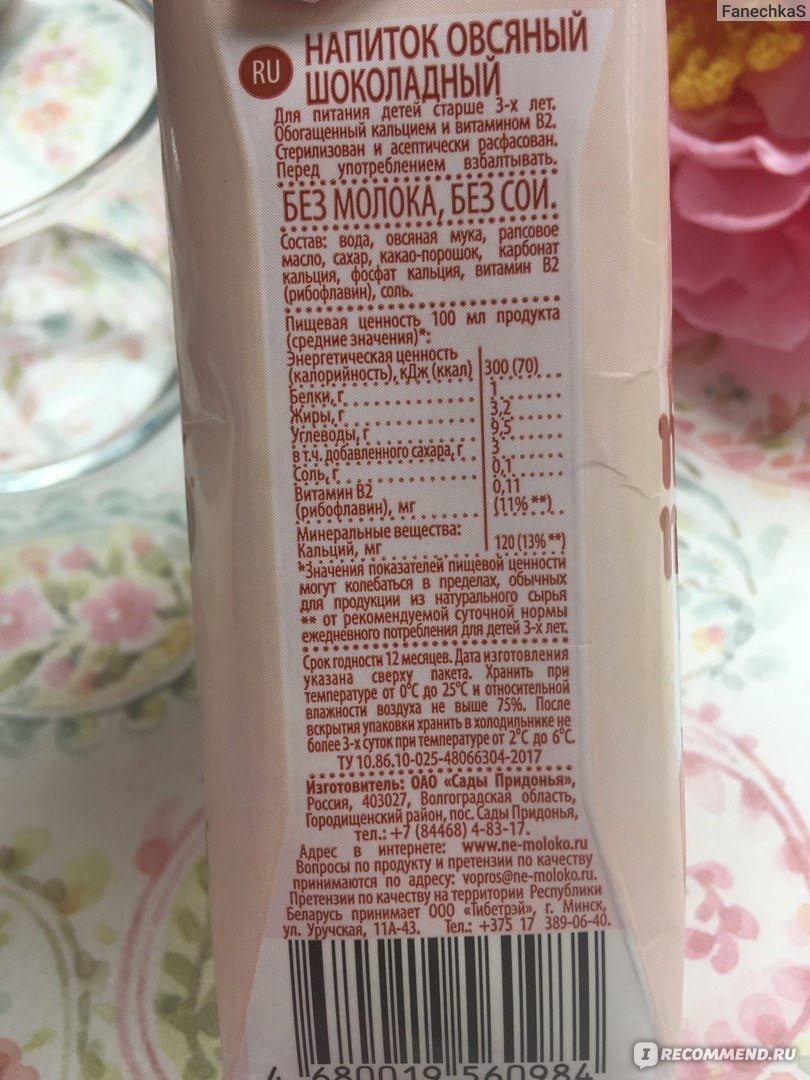 FanechkaS
RU
НАПИТОК ОВСЯНЫЙ
ШОКОЛАДНЫЙ
Для питания детей старше 3-х лет.
Обогащенный кальцием и витамином В2.
Стерилизован и асептически расфасован.
Перед употреблением взбалтывать.
БЕЗ МОЛОКА, БЕЗ СОИ.
Состав: вода, овсяная мука, рапсовое
масло, сахар, какао-порошок, карбонат
кальция, фосфат кальция, витамин В2
(рибофлавин), соль.
Пищевая ценность 100 мл продукта
(средние значения)*:
Энергетическая ценность
(калорийность), кДж (ккал) 300 (70)
Белки, г 1
Жиры, г 3,2
Углеводы, г 9,5
в т.ч. добавленного сахара, г 3
Соль, г 0,1
Витамин В2 0,11
(рибофлавин), мг (11% **)
Минеральные вещества:
Кальций, мг 120 (13% **)
*Значения показателей пищевой ценности
могут колебаться в пределах, обычных
для продукции из натурального сырья
** от рекомендуемой суточной нормы
ежедневного потребления для детей 3-х лет.
Срок годности 12 месяцев. Дата изготовления
указана сверху пакета. Хранить при
температуре от 0°С до 25°С и относительной
влажности воздуха не выше 75%. После
вскрытия упаковки хранить в холодильнике не
более 3-х суток при температуре от 2°С до 6°С.
ТУ 10.86.10-025-48066304-2017
Изготовитель: ОАО «Сады Придонья»,
Россия, 403027, Волгоградская область,
Городищенский район, пос. Сады Придонья,
тел.: +7 (84468) 4-83-17.
Адрес в интернете: www.ne-moloko.ru
Вопросы по продукту и претензии по качеству
принимаются по адресу: vopros@ne-moloko.ru.
Претензии по качеству на территории Республики
Беларусь принимает ООО «Тибетрэй», г. Минск,
ул. Уручская, 11А-43. Тел.: +375 17 389-06-40.
4 680019 560984
IRECOMMEND.RU